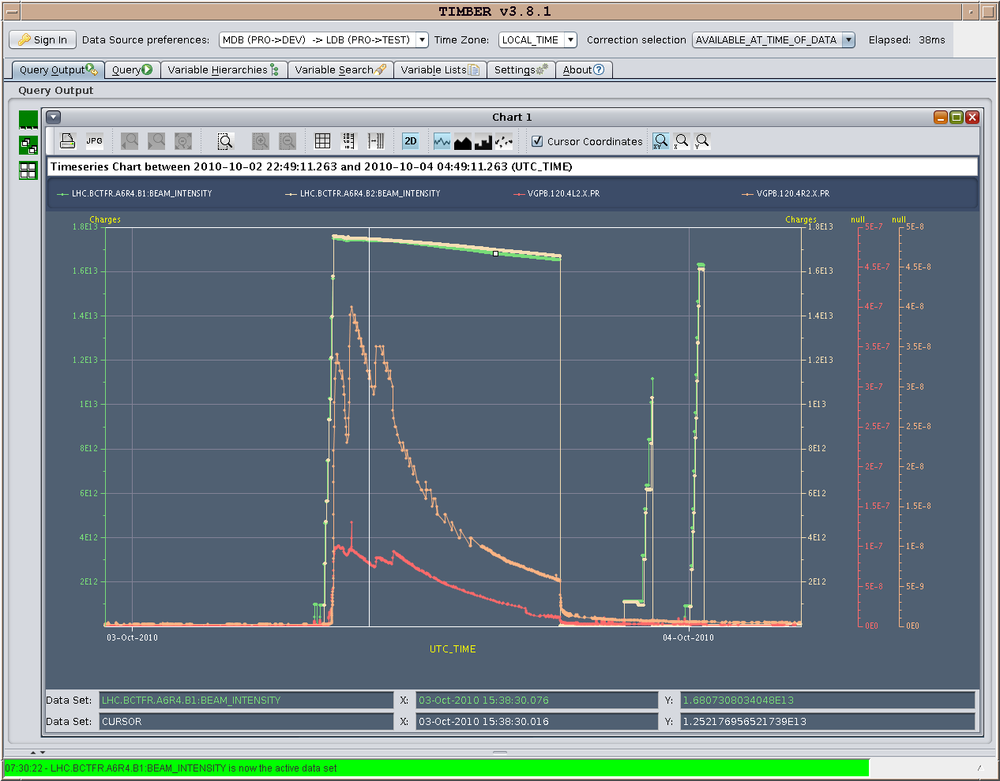 TIMBER v3.8.1
Sign In Data Source preferences: MDB (PRO->DEV) -> LDB (PRO->TEST) Time Zone: LOCAL_TIME Correction selection AVAILABLE_AT_TIME_OF_DATA Elapsed: 38ms
Query Output Query Variable Hierarchies Variable Search Variable Lists Settings About
Query Output
Chart 1
JPG 2D Cursor Coordinates XY X Y
Timeseries Chart between 2010-10-02 22:49:11.263 and 2010-10-04 04:49:11.263 (UTC_TIME)
LHC.BCTFR.A6R4.B1:BEAM_INTENSITY LHC.BCTFR.A6R4.B2:BEAM_INTENSITY VGPB.120.4L2.X.PR VGPB.120.4R2.X.PR
Charges Charges null null
1.8E13 1.8E13 5E-7 5E-8
1.6E13 1.6E13 4.5E-7 4.5E-8
1.4E13 1.4E13 4E-7 4E-8
1.2E13 1.2E13 3.5E-7 3.5E-8
3E-7 3E-8
1E13 1E13 2.5E-7 2.5E-8
8E12 8E12 2E-7 2E-8
6E12 6E12 1.5E-7 1.5E-8
4E12 4E12 1E-7 1E-8
2E12 2E12 5E-8 5E-9
0E0 0E0
03-Oct-2010 04-Oct-2010
UTC_TIME
Data Set: LHC.BCTFR.A6R4.B1:BEAM_INTENSITY X: 03-Oct-2010 15:38:30.076 Y: 1.6807308034048E13
Data Set: CURSOR X: 03-Oct-2010 15:38:30.016 Y: 1.252176956521739E13
07:30:22 - LHC.BCTFR.A6R4.B1:BEAM_INTENSITY is now the active data set